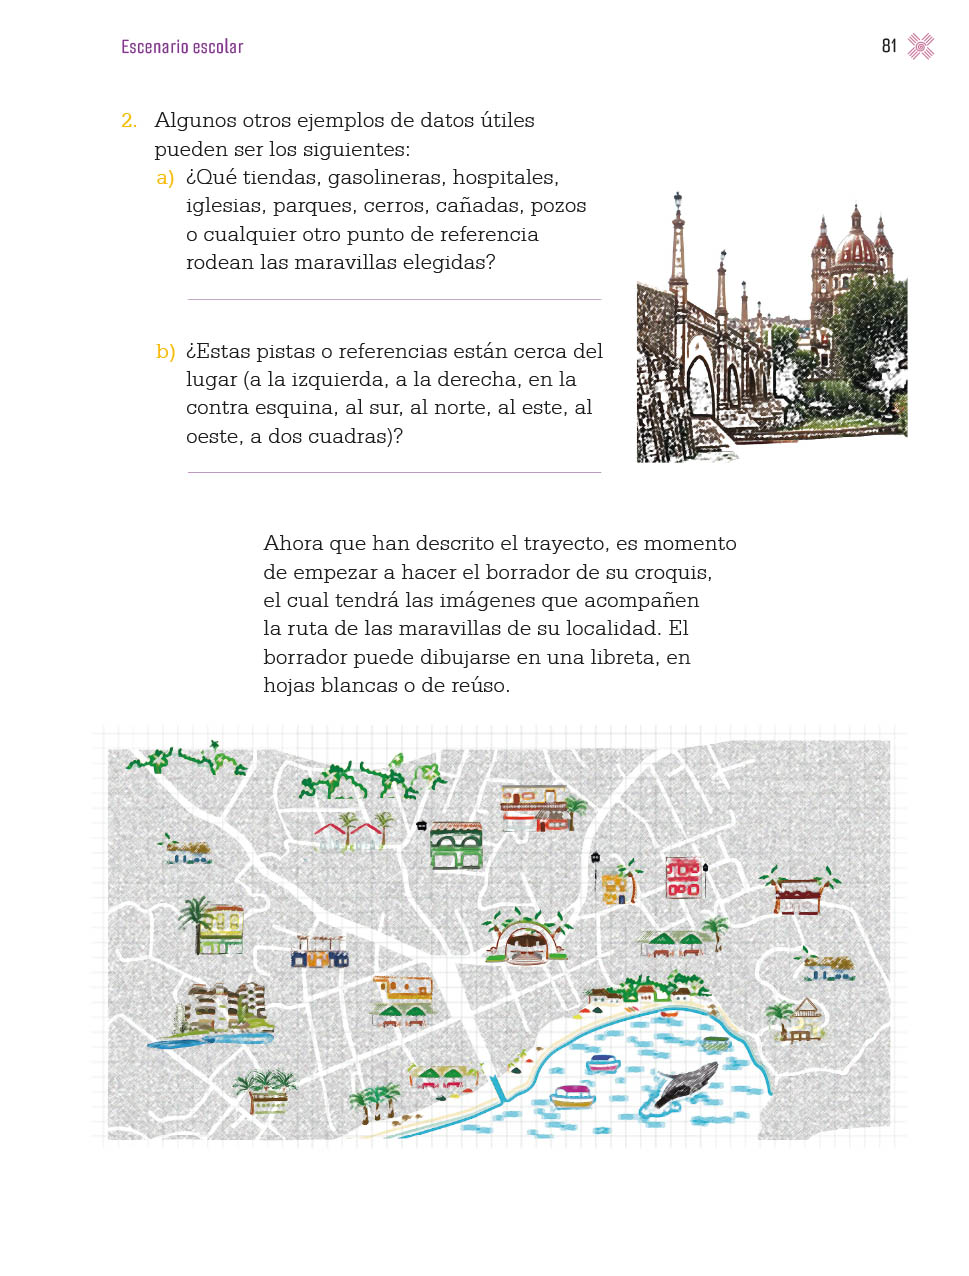 Escenario escolar
81
2. Algunos otros ejemplos de datos útiles
pueden ser los siguientes:
a) ¿Qué tiendas, gasolineras, hospitales,
iglesias, parques, cerros, cañadas, pozos
o cualquier otro punto de referencia
rodean las maravillas elegidas?
b) ¿Estas pistas o referencias están cerca del
lugar (a la izquierda, a la derecha, en la
contra esquina, al sur, al norte, al este, al
oeste, a dos cuadras)?
Ahora que han descrito el trayecto, es momento
de empezar a hacer el borrador de su croquis,
el cual tendrá las imágenes que acompañen
la ruta de las maravillas de su localidad. El
borrador puede dibujarse en una libreta, en
hojas blancas o de reúso.